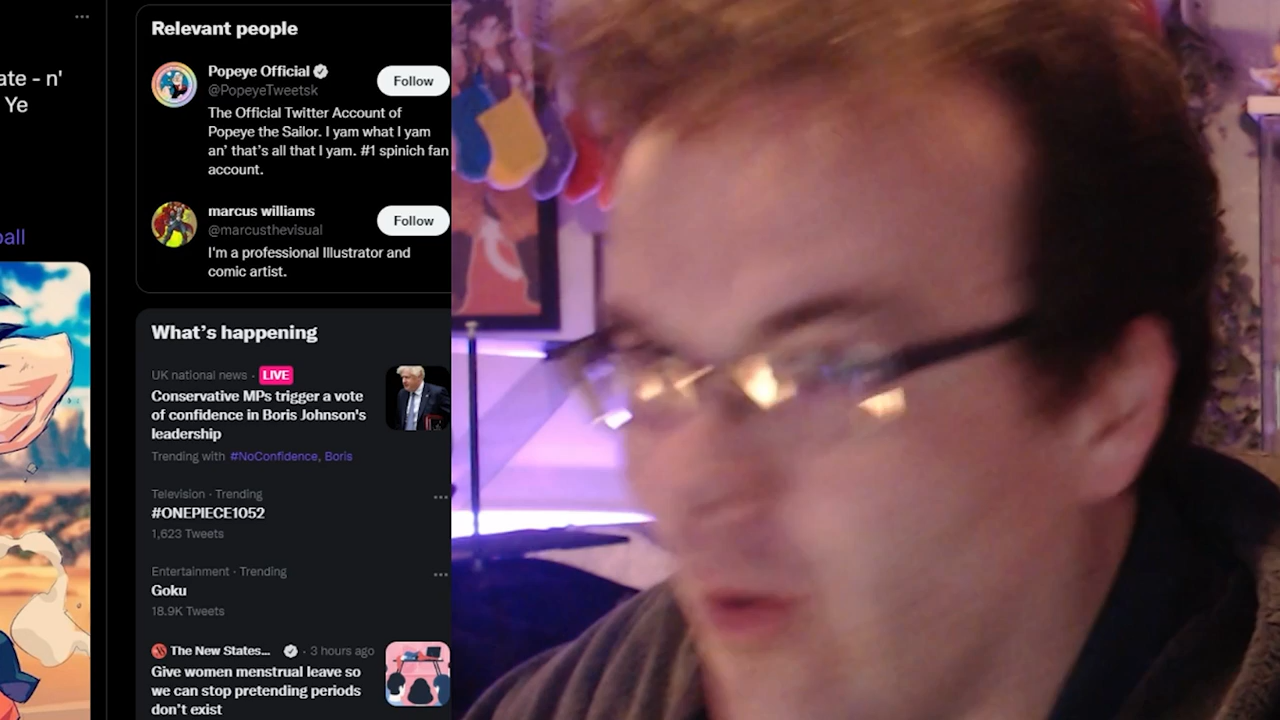 ate - n'
Ye
ball
Relevant people
Popeye Official
Follow
@PopeyeTweetsk
The Official Twitter Account of
Popeye the Sailor. I yam what I yam
an' that's all that I yam. #1 spinich fan
account.
marcus williams
Follow
@marcusthevisual
I'm a professional Illustrator and
comic artist.
What's happening
UK national news · LIVE
Conservative MPs trigger a vote
of confidence in Boris Johnson's
leadership
Trending with #NoConfidence, Boris
Television · Trending
#ONEPIECE1052
1,623 Tweets
Entertainment · Trending
Goku
18.9K Tweets
The New States... · 3 hours ago
Give women menstrual leave so
we can stop pretending periods
don't exist